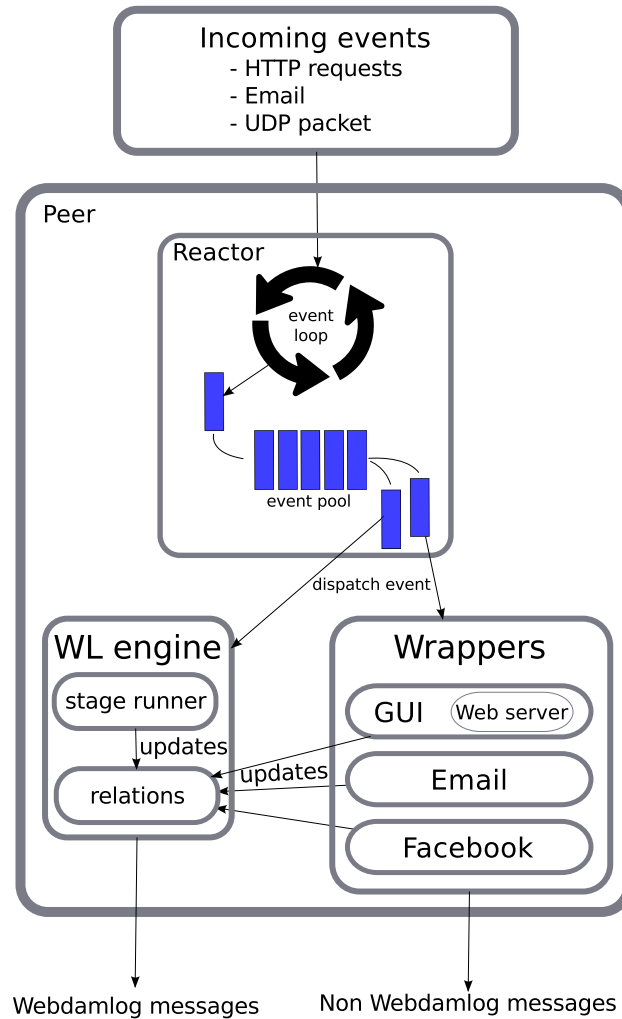 Incoming events
- HTTP requests
- Email
- UDP packet
Peer
Reactor
event
loop
event pool
dispatch event
WL engine
stage runner
updates
relations
Wrappers
GUI
Web server
updates
Email
Facebook
Webdamlog messages
Non Webdamlog messages